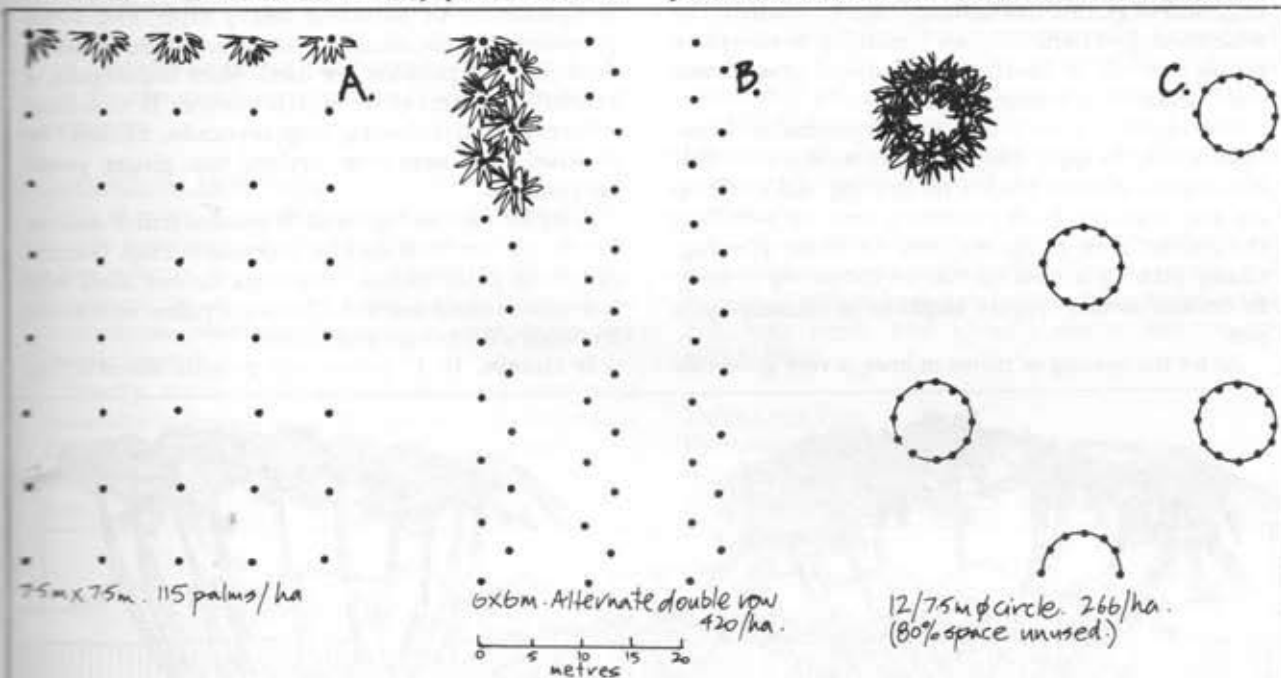 A.
B.
C.
7.5m x 7.5m. 115 palms/ha
6x6m. Alternate double row
420/ha.
12/7.5m ϕ circle. 266/ha.
(80% space unused.)
0 10 15 20
metres